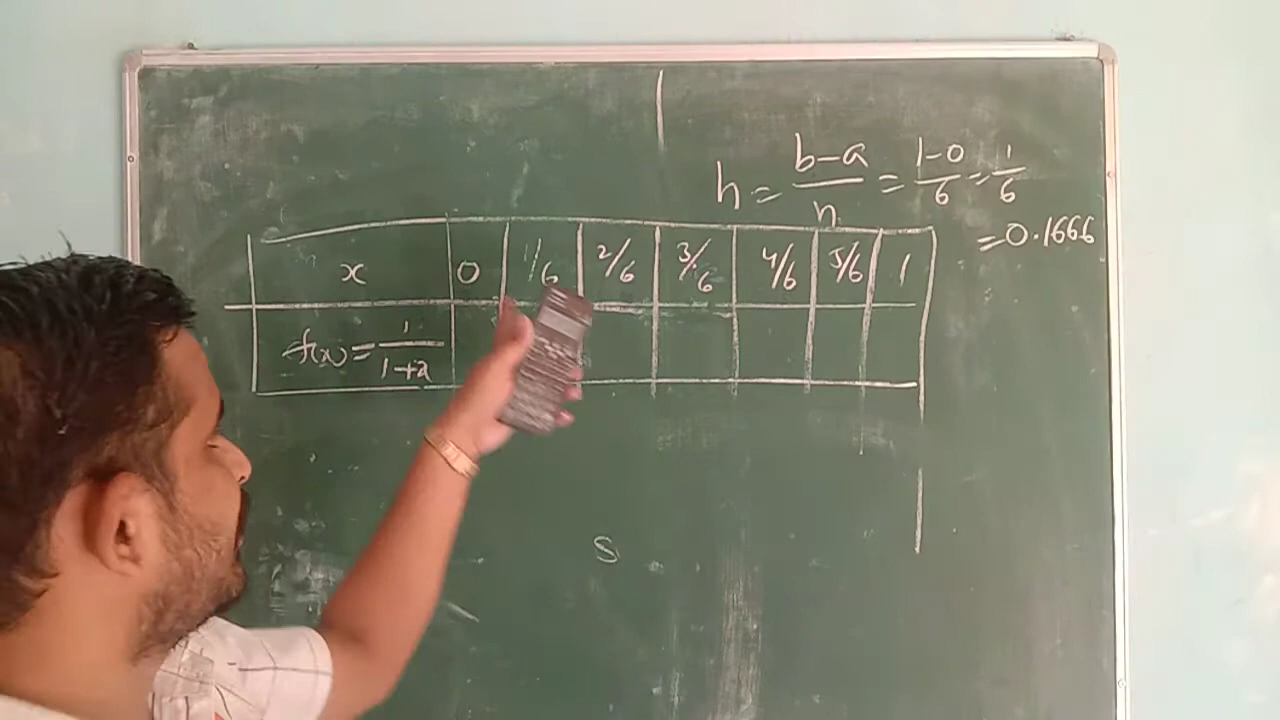 h = b-a/n = 1-0/6 = 1/6
= 0.1666
x 0 1/6 2/6 3/6 4/6 5/6 1
f(x) = 1/1+x
S